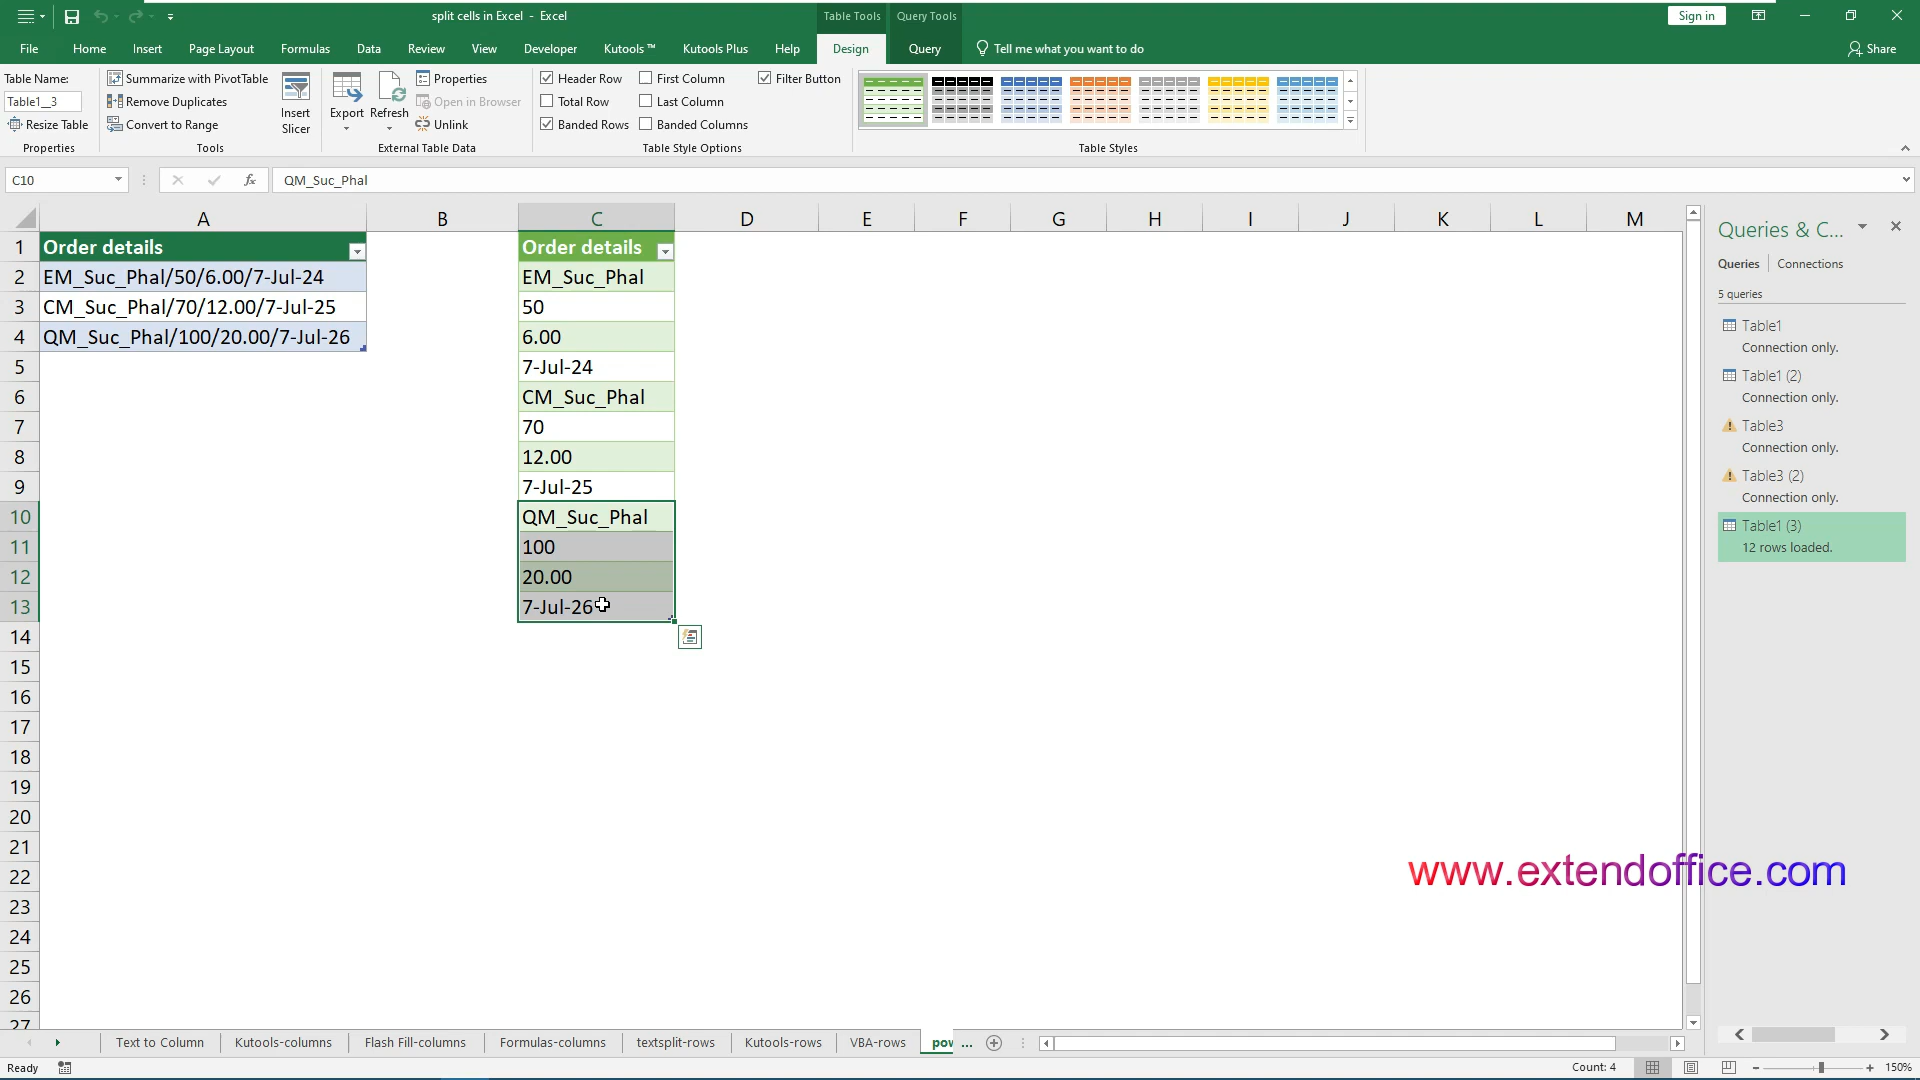 split cells in Excel - Excel
Table Tools
Query Tools
Sign in
File
Home
Insert
Page Layout
Formulas
Data
Review
View
Developer
Kutools ™
Kutools Plus
Help
Design
Query
Tell me what you want to do
Share
Table Name:
Table1__3
Resize Table
Properties
Summarize with PivotTable
Remove Duplicates
Convert to Range
Tools
Insert
Slicer
Export
Refresh
Properties
Open in Browser
Unlink
External Table Data
Header Row
Total Row
Banded Rows
First Column
Last Column
Banded Columns
Filter Button
Table Style Options
Table Styles
C10
fx
QM_Suc_Phal
A B C D E F G H I J K L M
1 Order details Order details
2 EM_Suc_Phal/50/6.00/7-Jul-24 EM_Suc_Phal
3 CM_Suc_Phal/70/12.00/7-Jul-25 50
4 QM_Suc_Phal/100/20.00/7-Jul-26 6.00
5 7-Jul-24
6 CM_Suc_Phal
7 70
8 12.00
9 7-Jul-25
10 QM_Suc_Phal
11 100
12 20.00
13 7-Jul-26
14
15
16
17
18
19
20
21
22
23
24
25
26
27
Queries & C...
Queries
Connections
5 queries
Table1
Connection only.
Table1 (2)
Connection only.
Table3
Connection only.
Table3 (2)
Connection only.
Table1 (3)
12 rows loaded.
www.extendoffice.com
Text to Column
Kutools-columns
Flash Fill-columns
Formulas-columns
textsplit-rows
Kutools-rows
VBA-rows
pow ...
Ready
Count: 4
150%